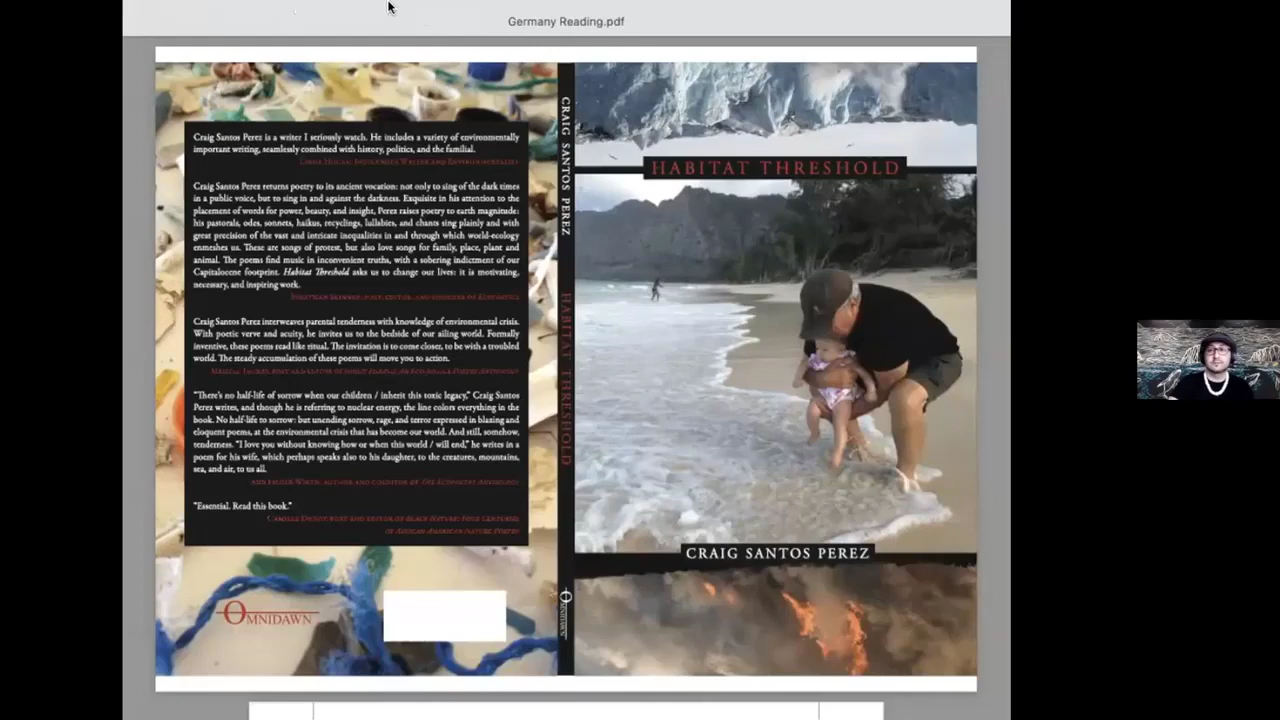 Germany Reading.pdf
Craig Santos Perez is a writer I seriously watch. He includes a variety of environmentally
important writing, seamlessly combined with history, politics, and the familial.
Craig Santos Perez returns poetry to its ancient vocation: not only to sing of the dark times
in a public voice, but to sing in and against the darkness. Exquisite in his attention to the
placement of words for power, beauty, and insight, Perez raises poetry to earth magnitude:
his pastorals, odes, sonnets, haikus, recyclings, lullabies, and chants sing plainly and with
great precision of the vast and intricate inequalities in and through which world-ecology
enmeshes us. These are songs of protest, but also love songs for family, place, plant and
animal. The poems find music in inconvenient truths, with a sobering indictment of our
Capitalocene footprint. Habitat Threshold asks us to change our lives: it is motivating,
necessary, and inspiring work.
Craig Santos Perez interweaves parental tenderness with knowledge of environmental crisis.
With poetic verve and acuity, he invites us to the bedside of our ailing world. Formally
inventive, these poems read like ritual. The invitation is to come closer, to be with a troubled
world. The steady accumulation of these poems will move you to action.
"There's no half-life of sorrow when our children / inherit this toxic legacy," Craig Santos
Perez writes, and though he is referring to nuclear energy, the line colors everything in the
book. No half-life to sorrow: but unending sorrow, rage, and terror expressed in blazing and
eloquent poems, at the environmental crisis that has become our world. And still, somehow,
tenderness. "I love you without knowing how or when this world / will end," he writes in a
poem for his wife, which perhaps speaks also to his daughter, to the creatures, mountains,
sea, and air, to us all.
"Essential. Read this book."
OMNIDAWN
CRAIG SANTOS PEREZ
HABITAT THRESHOLD
OMNIDAWN
HABITAT THRESHOLD
CRAIG SANTOS PEREZ